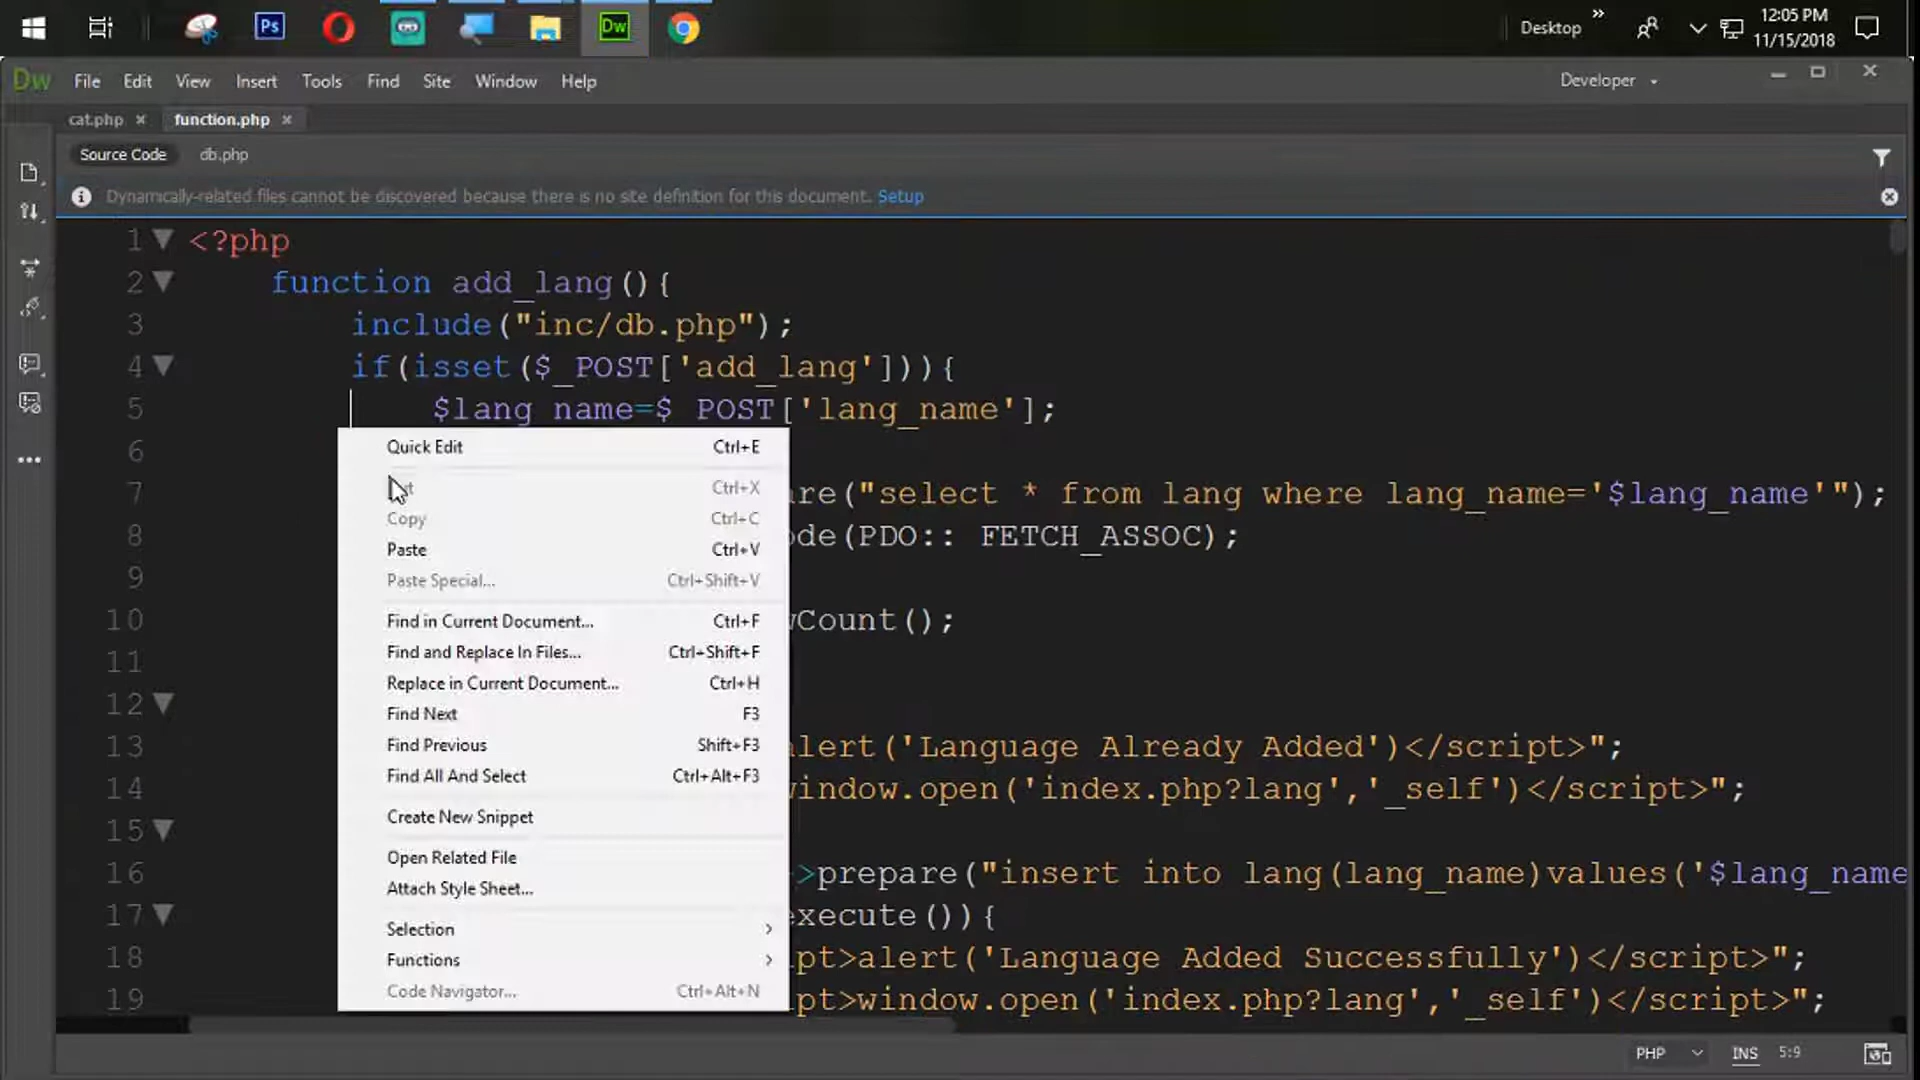 Ps
Dw
Desktop
12:05 PM
11/15/2018
Dw File Edit View Insert Tools Find Site Window Help
Developer
cat.php
function.php
Source Code
db.php
Dynamically-related files cannot be discovered because there is no site definition for this document. Setup
1 <?php
2 function add_lang(){
3 include("inc/db.php");
4 if(isset($_POST['add_lang'])){
5 $lang_name=$_POST['lang_name'];
6
7 are("select * from lang where lang_name='$lang_name'");
8 ode(PDO:: FETCH_ASSOC);
9
10 wCount();
11
12
13 alert('Language Already Added')</script>";
14 window.open('index.php?lang','_self')</script>";
15
16 >prepare("insert into lang(lang_name)values('$lang_name
17 execute()){
18 pt>alert('Language Added Successfully')</script>";
19 pt>window.open('index.php?lang','_self')</script>";
Quick Edit Ctrl+E
Ctrl+X
Copy Ctrl+C
Paste Ctrl+V
Paste Special... Ctrl+Shift+V
Find in Current Document... Ctrl+F
Find and Replace In Files... Ctrl+Shift+F
Replace in Current Document... Ctrl+H
Find Next F3
Find Previous Shift+F3
Find All And Select Ctrl+Alt+F3
Create New Snippet
Open Related File
Attach Style Sheet...
Selection
Functions
Code Navigator... Ctrl+Alt+N
PHP
INS
5:9